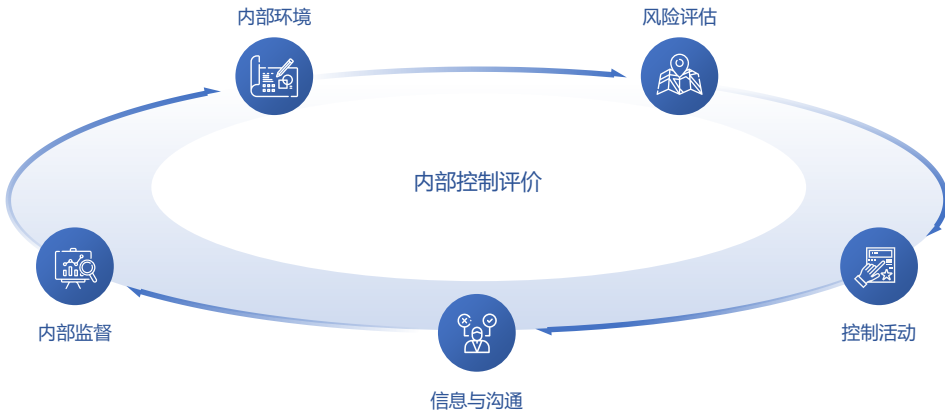 内部环境
风险评估
内部控制评价
内部监督
控制活动
信息与沟通